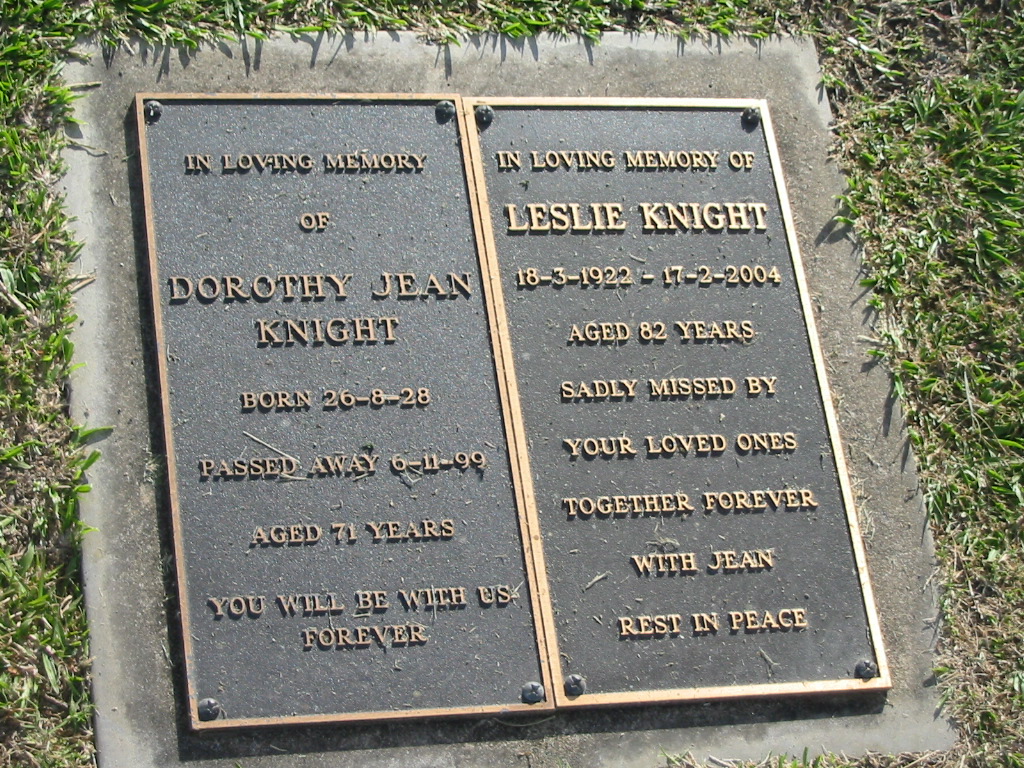 IN LOVING MEMORY
OF
DOROTHY JEAN
KNIGHT
BORN 26-8-28
PASSED AWAY 6-11-99
AGED 71 YEARS
YOU WILL BE WITH US
FOREVER
IN LOVING MEMORY OF
LESLIE KNIGHT
18-3-1922 - 17-2-2004
AGED 82 YEARS
SADLY MISSED BY
YOUR LOVED ONES
TOGETHER FOREVER
WITH JEAN
REST IN PEACE